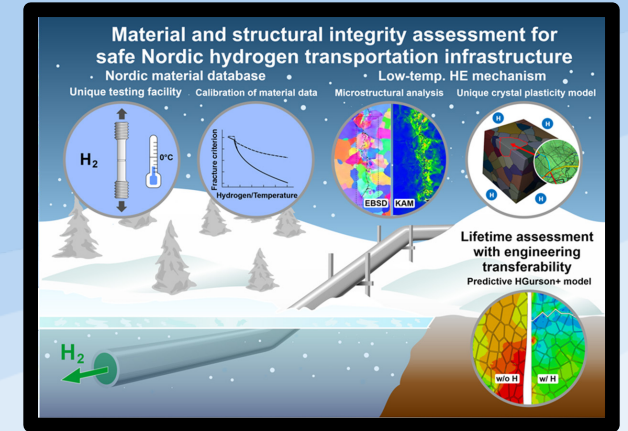 Material and structural integrity assessment for
safe Nordic hydrogen transportation infrastructure
Nordic material database
Low-temp. HE mechanism
Unique testing facility
Calibration of material data
Microstructural analysis
Unique crystal plasticity model
H₂
0°C
Fracture criterion
Hydrogen/Temperature
EBSD
KAM
H
H
H
H
Lifetime assessment
with engineering
transferability
Predictive HGurson+ model
w/o H
w/ H
H₂